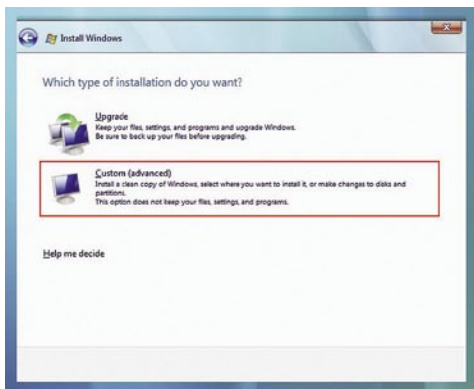 Install Windows
Which type of installation do you want?
Upgrade
Keep your files, settings, and programs and upgrade Windows.
Be sure to back up your files before upgrading.
Custom (advanced)
Install a clean copy of Windows, select where you want to install it, or make changes to disks and
partitions.
This option does not keep your files, settings, and programs.
Help me decide